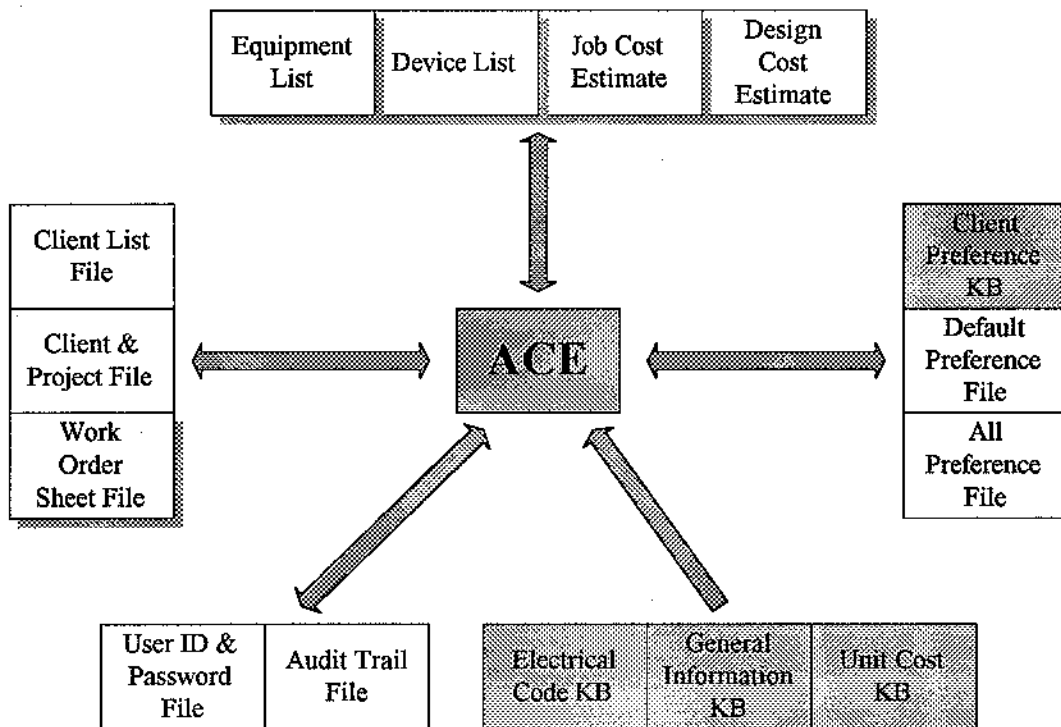 Equipment
List
Device List
Job Cost
Estimate
Design
Cost
Estimate
Client List
File
Client &
Project File
Work
Order
Sheet File
ACE
Client
Preference
KB
Default
Preference
File
All
Preference
File
User ID &
Password
File
Audit Trail
File
Electrical
Code KB
General
Information
KB
Unit Cost
KB